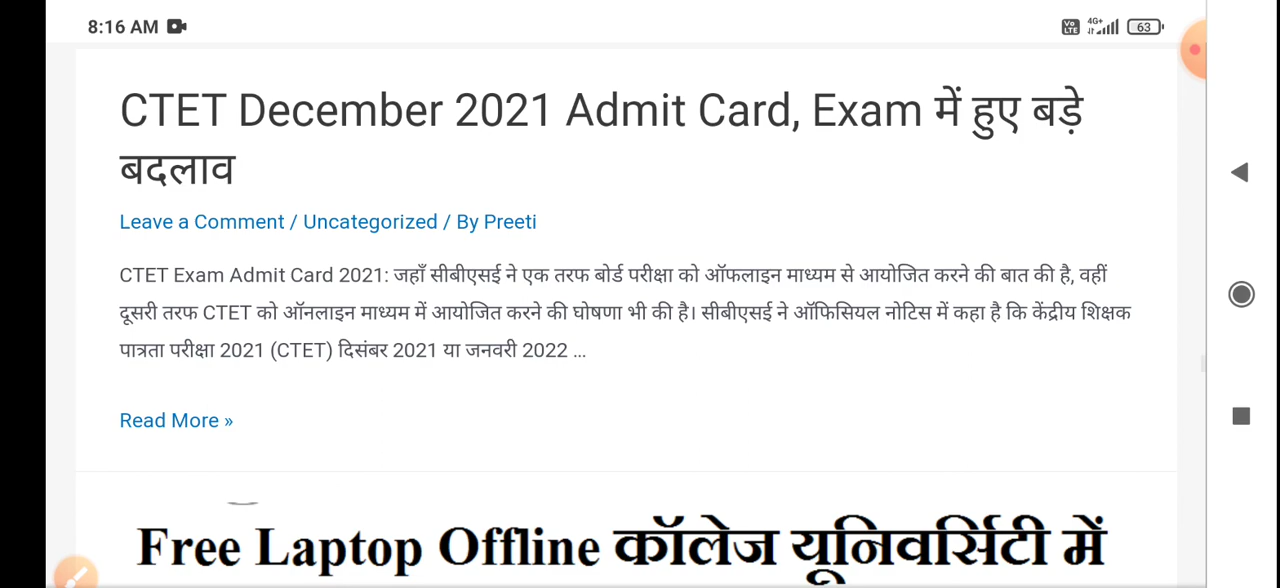 8:16 AM
Vo LTE 4G+ 63
CTET December 2021 Admit Card, Exam में हुए बड़े
बदलाव
Leave a Comment / Uncategorized / By Preeti
CTET Exam Admit Card 2021: जहाँ सीबीएसई ने एक तरफ बोर्ड परीक्षा को ऑफलाइन माध्यम से आयोजित करने की बात की है, वहीं
दूसरी तरफ CTET को ऑनलाइन माध्यम में आयोजित करने की घोषणा भी की है। सीबीएसई ने ऑफिसियल नोटिस में कहा है कि केंद्रीय शिक्षक
पात्रता परीक्षा 2021 (CTET) दिसंबर 2021 या जनवरी 2022 ...
Read More »
Free Laptop Offline कॉलेज यूनिवर्सिटी में